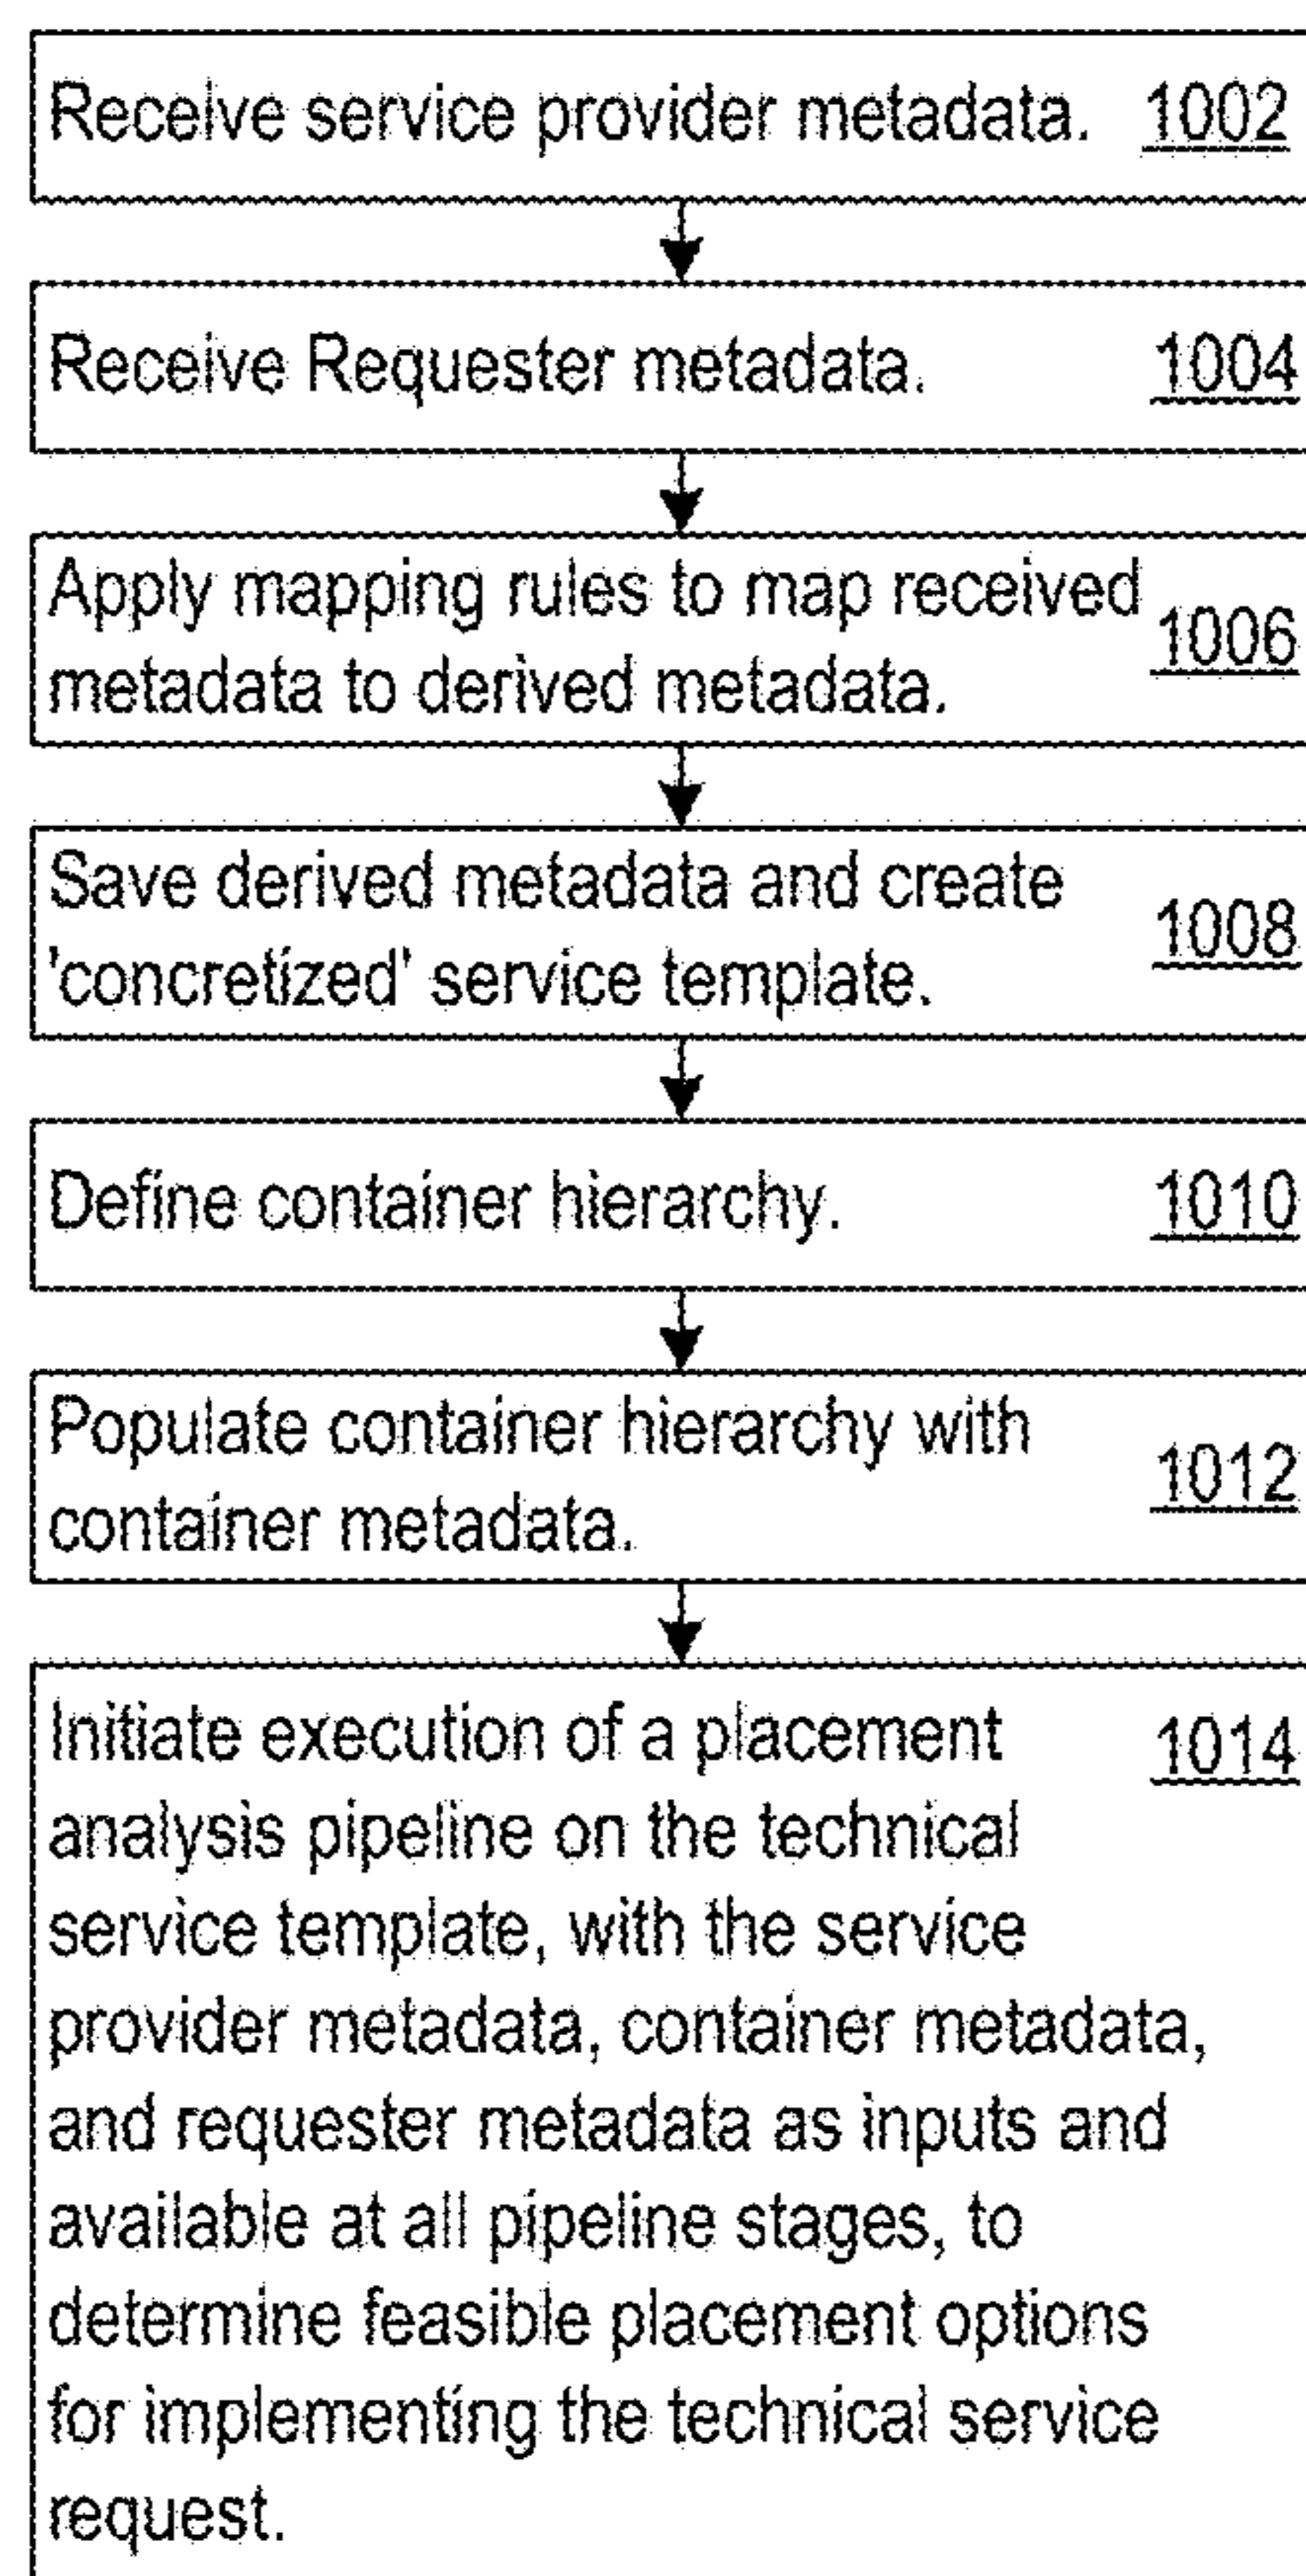 Receive service provider metadata. 1002
Receive Requester metadata. 1004
Apply mapping rules to map received
metadata to derived metadata. 1006
Save derived metadata and create
'concretized' service template. 1008
Define container hierarchy. 1010
Populate container hierarchy with
container metadata. 1012
Initiate execution of a placement 1014
analysis pipeline on the technical
service template, with the service
provider metadata, container metadata,
and requester metadata as inputs and
available at all pipeline stages, to
determine feasible placement options
for implementing the technical service
request.